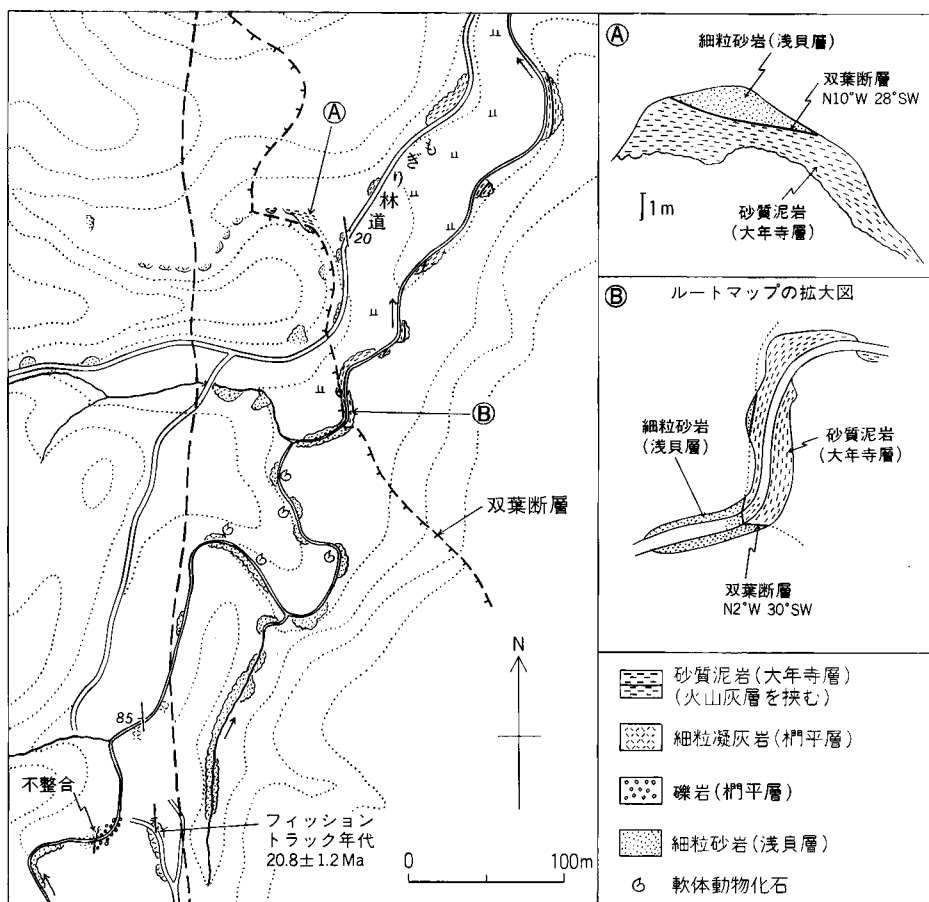 Ⓐ
もぎり林道
20
Ⓑ
双葉断層
85
不整合
フィッション
トラック年代
20.8±1.2 Ma
N
0
100m
Ⓐ
細粒砂岩(浅貝層)
双葉断層
N10°W 28°SW
1m
砂質泥岩
(大年寺層)
Ⓑ ルートマップの拡大図
細粒砂岩
(浅貝層)
砂質泥岩
(大年寺層)
双葉断層
N2°W 30°SW
砂質泥岩(大年寺層)
(火山灰層を挟む)
細粒凝灰岩(椚平層)
礫岩(椚平層)
細粒砂岩(浅貝層)
軟体動物化石